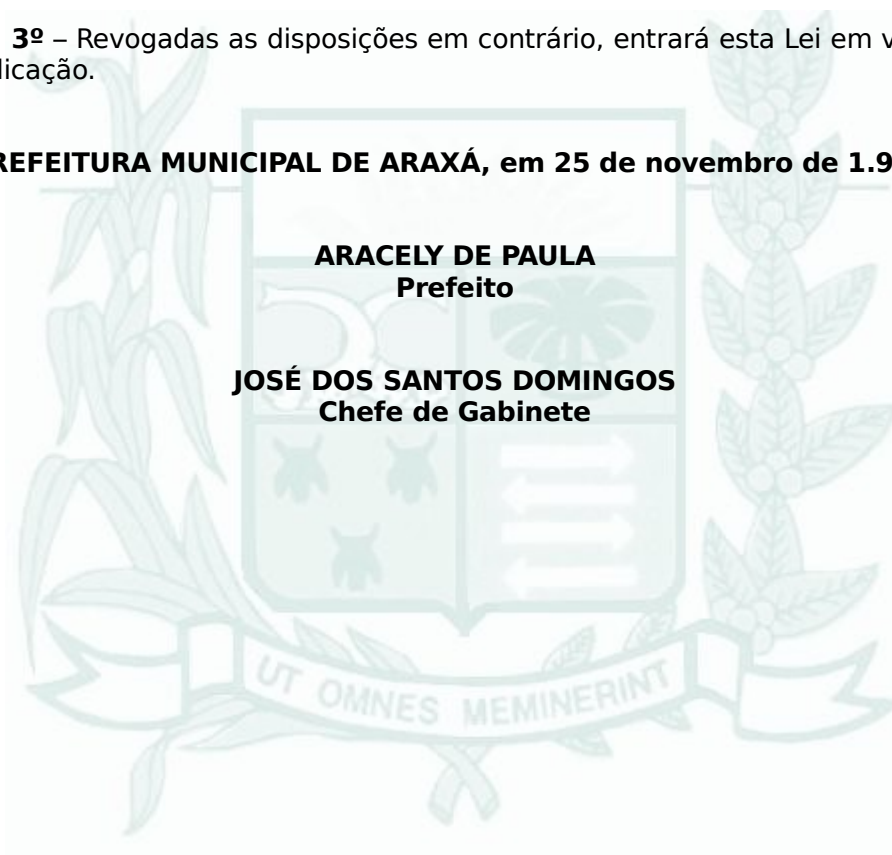 3º – Revogadas as disposições em contrário, entrará esta Lei em v
licação.
REFEITURA MUNICIPAL DE ARAXÁ, em 25 de novembro de 1.9
ARACELY DE PAULA
Prefeito
JOSÉ DOS SANTOS DOMINGOS
Chefe de Gabinete
UT OMNES MEMINERINT